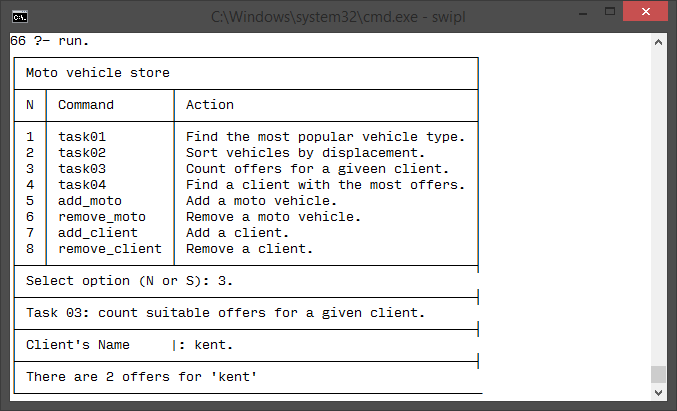 C:\Windows\system32\cmd.exe - swipl
66 ?- run.
Moto vehicle store
N Command Action
1 task01 Find the most popular vehicle type.
2 task02 Sort vehicles by displacement.
3 task03 Count offers for a giveen client.
4 task04 Find a client with the most offers.
5 add_moto Add a moto vehicle.
6 remove_moto Remove a moto vehicle.
7 add_client Add a client.
8 remove_client Remove a client.
Select option (N or S): 3.
Task 03: count suitable offers for a given client.
Client's Name |: kent.
There are 2 offers for 'kent'